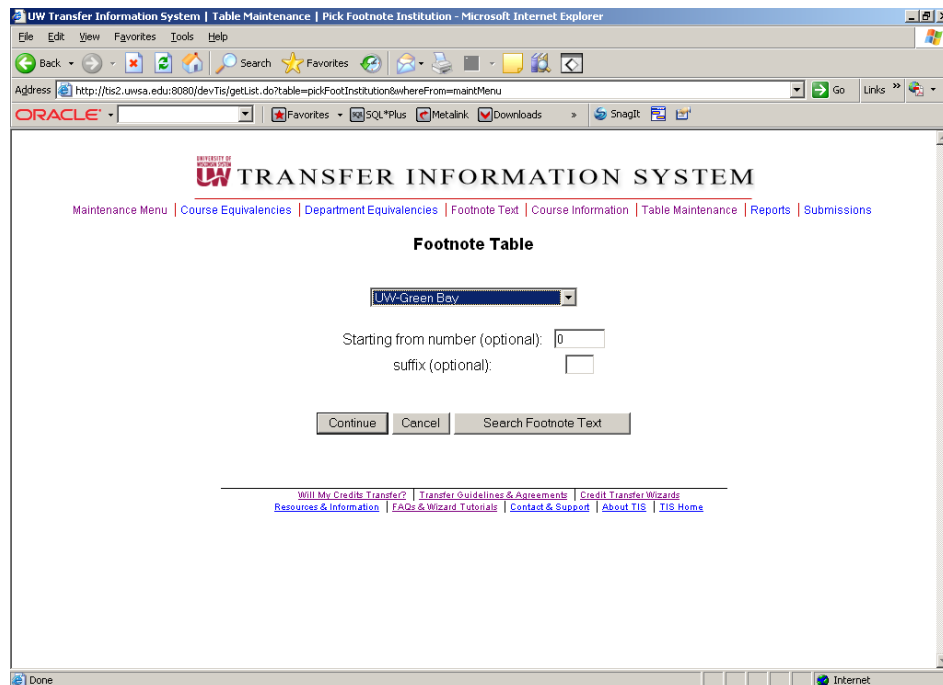 UW Transfer Information System | Table Maintenance | Pick Footnote Institution - Microsoft Internet Explorer
File Edit View Favorites Tools Help
Back Search Favorites
Address http://tis2.uwsa.edu:8080/devTis/getList.do?table=pickFootInstitution&whereFrom=maintMenu Go Links »
ORACLE Favorites SQL*Plus Metalink Downloads » SnagIt
UNIVERSITY OF
WISCONSIN SYSTEM
UW TRANSFER INFORMATION SYSTEM
Maintenance Menu | Course Equivalencies | Department Equivalencies | Footnote Text | Course Information | Table Maintenance | Reports | Submissions
Footnote Table
UW-Green Bay
Starting from number (optional): 0
suffix (optional):
Continue Cancel Search Footnote Text
Will My Credits Transfer? | Transfer Guidelines & Agreements | Credit Transfer Wizards
Resources & Information | FAQs & Wizard Tutorials | Contact & Support | About TIS | TIS Home
Done Internet